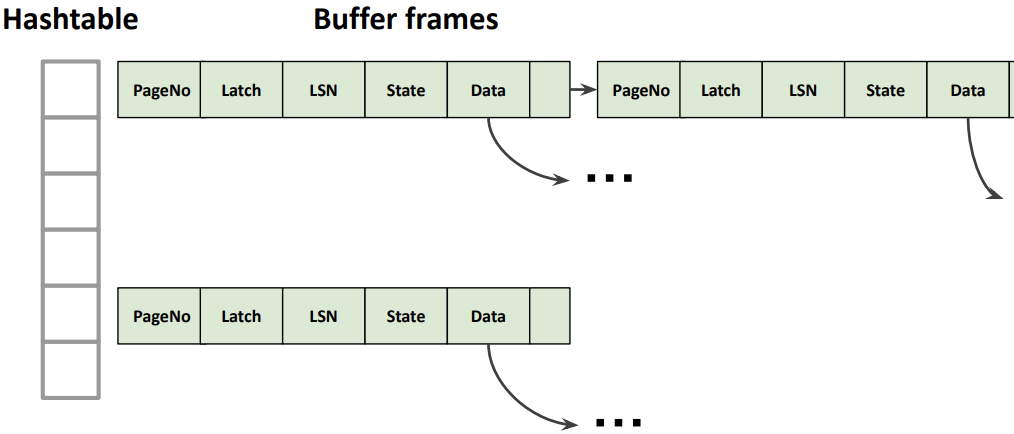 Hashtable Buffer frames
PageNo Latch LSN State Data PageNo Latch LSN State Data
...
PageNo Latch LSN State Data
...